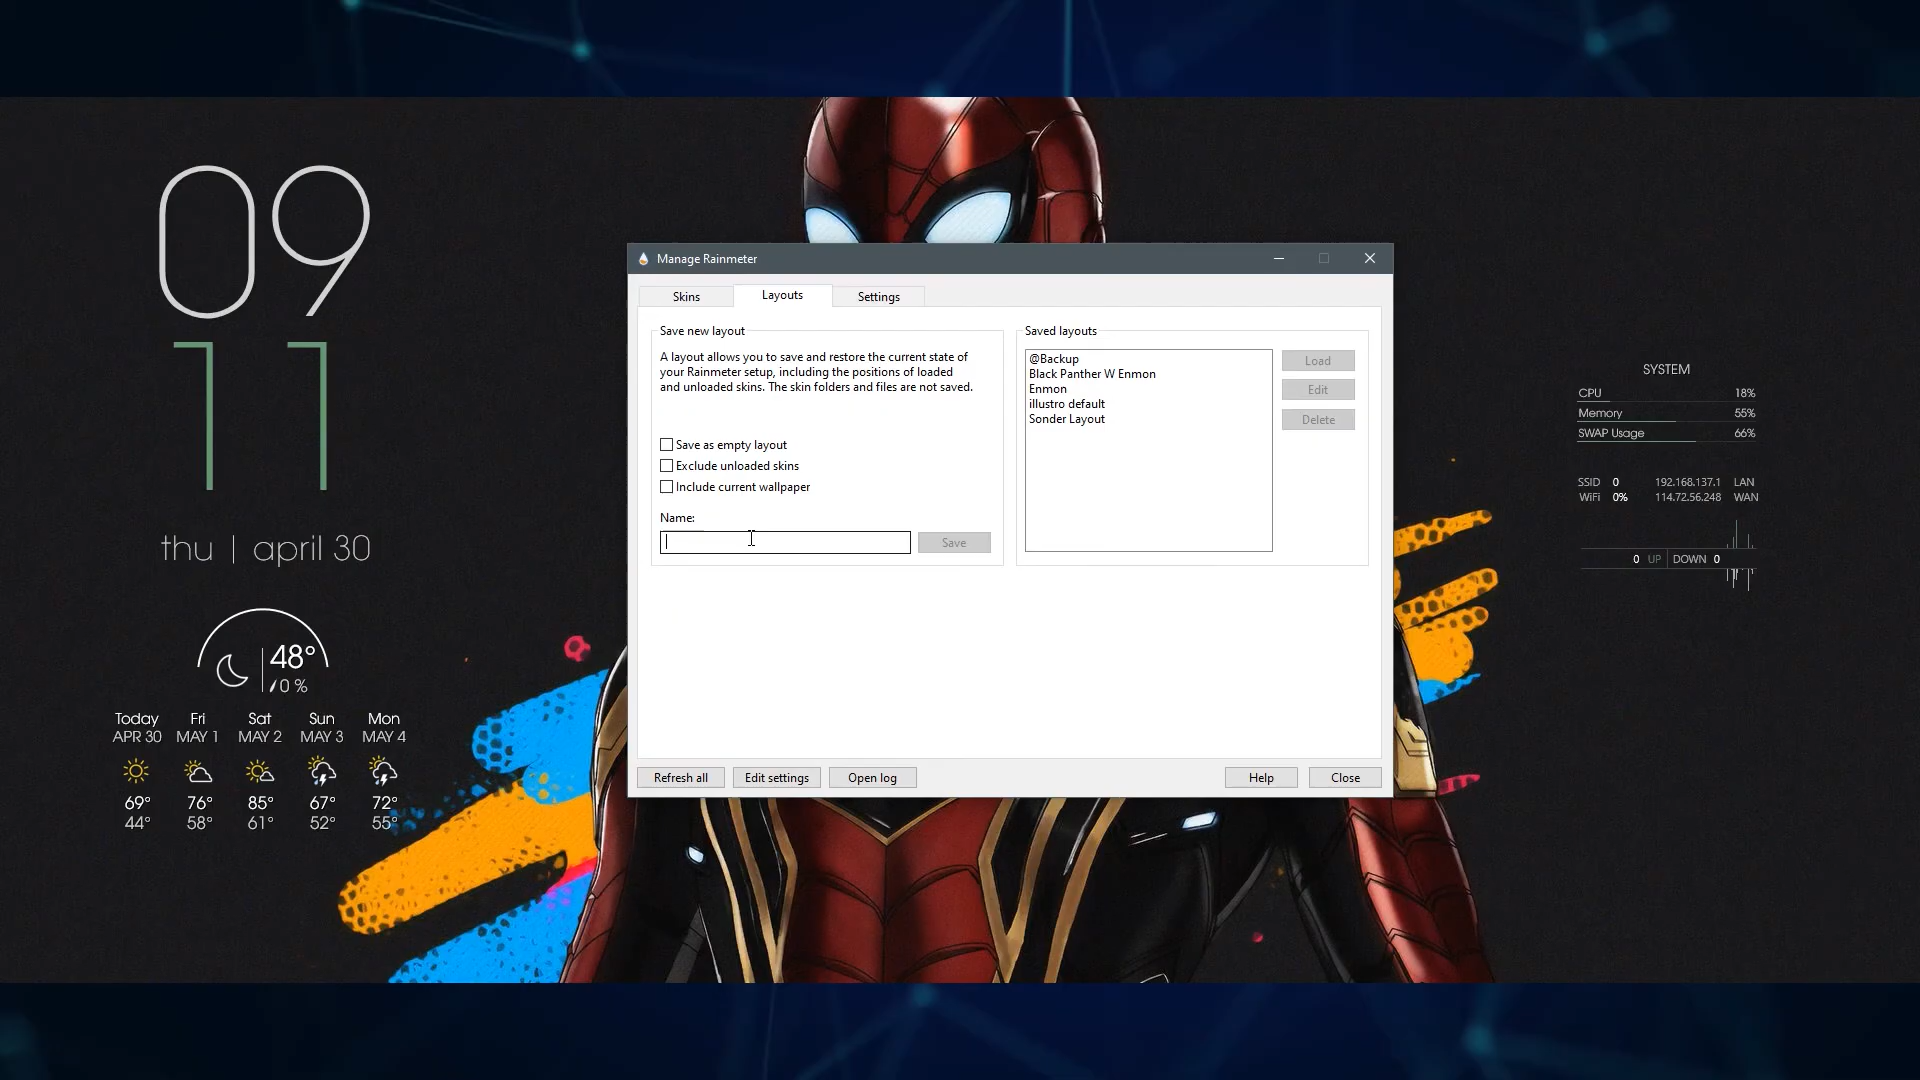 09
11
thu | april 30
48°
0 %
Today Fri Sat Sun Mon
APR 30 MAY 1 MAY 2 MAY 3 MAY 4
69° 76° 85° 67° 72°
44° 58° 61° 52° 55°
Manage Rainmeter
Skins Layouts Settings
Save new layout
A layout allows you to save and restore the current state of
your Rainmeter setup, including the positions of loaded
and unloaded skins. The skin folders and files are not saved.
Save as empty layout
Exclude unloaded skins
Include current wallpaper
Name:
Save
Saved layouts
@Backup
Black Panther W Enmon
Enmon
illustro default
Sonder Layout
Load
Edit
Delete
Refresh all Edit settings Open log Help Close
SYSTEM
CPU 18%
Memory 55%
SWAP Usage 66%
SSID 0 192.168.137.1 LAN
WiFi 0% 114.72.56.248 WAN
0 UP DOWN 0